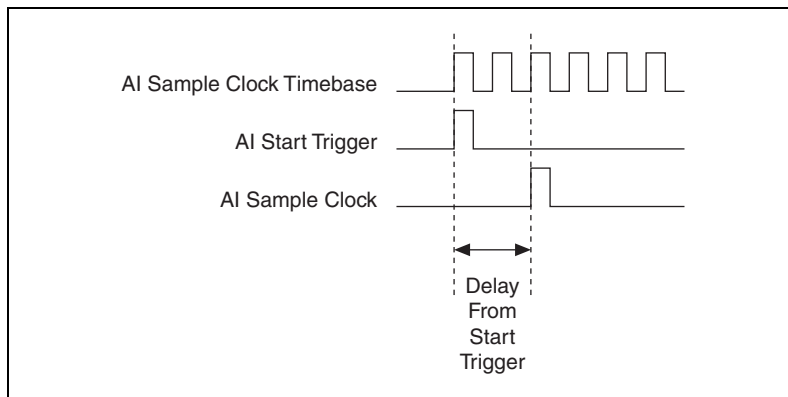 AI Sample Clock Timebase
AI Start Trigger
AI Sample Clock
Delay
From
Start
Trigger